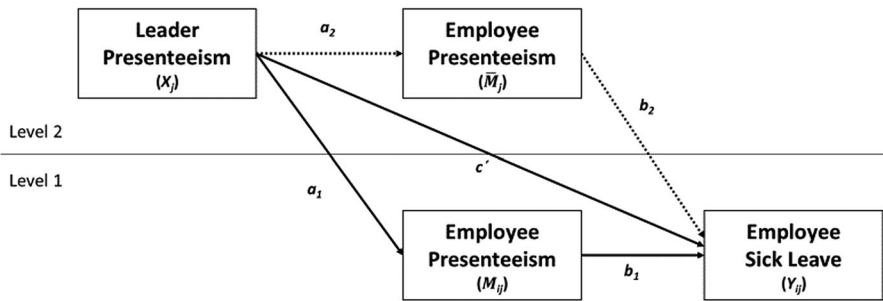 Leader
Presenteeism
(Xj)
a2
Employee
Presenteeism
(M̅j)
b2
Level 2
Level 1
c´
a1
Employee
Presenteeism
(Mij)
b1
Employee
Sick Leave
(Yij)